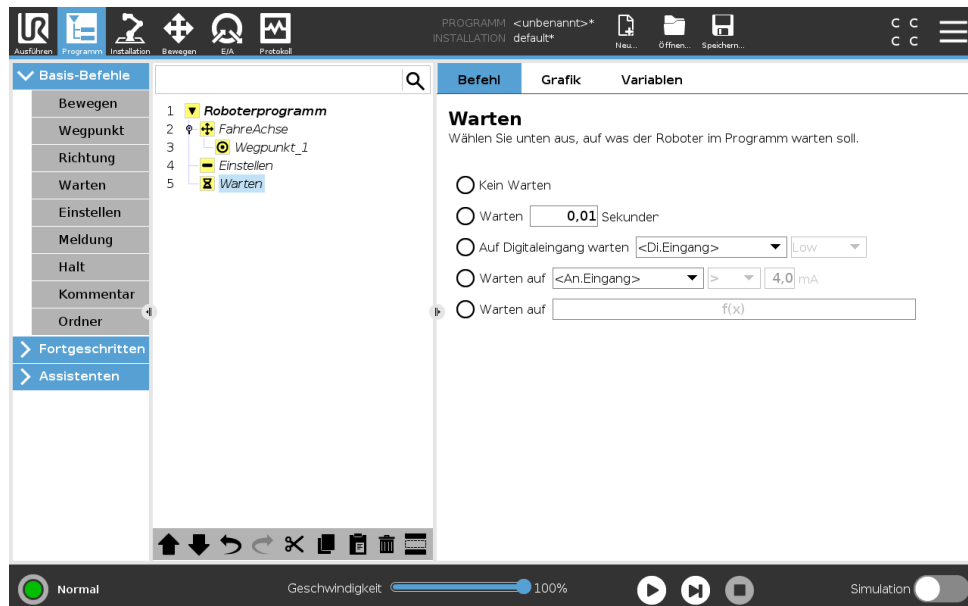 PROGRAMM <unbenannt>*
INSTALLATION default*
Ausführen Programm Installation Bewegen E/A Protokoll
Neu... Öffnen... Speichern...
C C
C C
Basis-Befehle
Bewegen
Wegpunkt
Richtung
Warten
Einstellen
Meldung
Halt
Kommentar
Ordner
Fortgeschritten
Assistenten
1 Roboterprogramm
2 FahreAchse
3 Wegpunkt_1
4 Einstellen
5 Warten
Befehl Grafik Variablen
Warten
Wählen Sie unten aus, auf was der Roboter im Programm warten soll.
Kein Warten
Warten 0,01 Sekunder
Auf Digitaleingang warten <Di.Eingang> Low
Warten auf <An.Eingang> > 4,0 mA
Warten auf f(x)
Normal Geschwindigkeit 100% Simulation